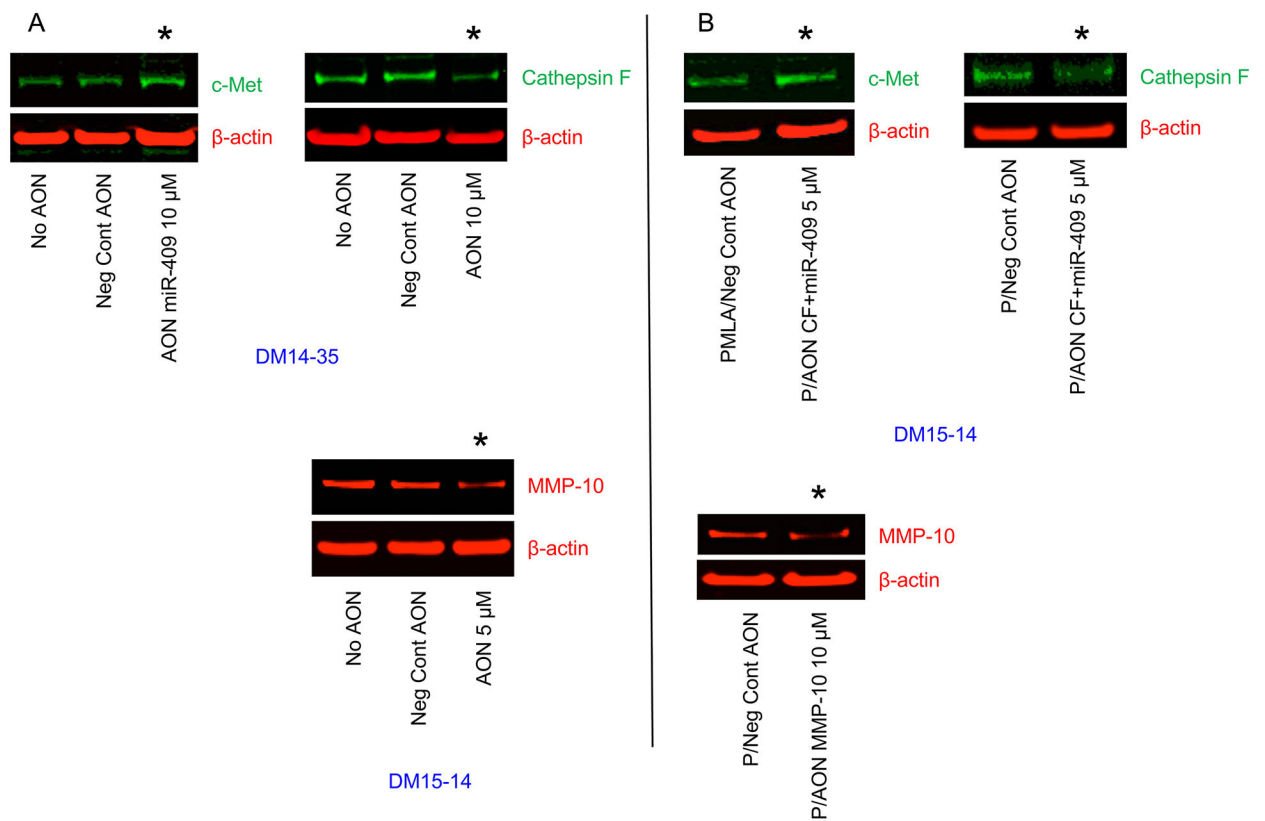 A
*
*
c-Met
Cathepsin F
β-actin
β-actin
No AON
Neg Cont AON
AON miR-409 10 μM
No AON
Neg Cont AON
AON 10 μM
DM14-35
*
MMP-10
β-actin
No AON
Neg Cont AON
AON 5 μM
DM15-14
B
*
*
c-Met
Cathepsin F
β-actin
β-actin
PMLA/Neg Cont AON
P/AON CF+miR-409 5 μM
P/Neg Cont AON
P/AON CF+miR-409 5 μM
DM15-14
*
MMP-10
β-actin
P/Neg Cont AON
P/AON MMP-10 10 μM